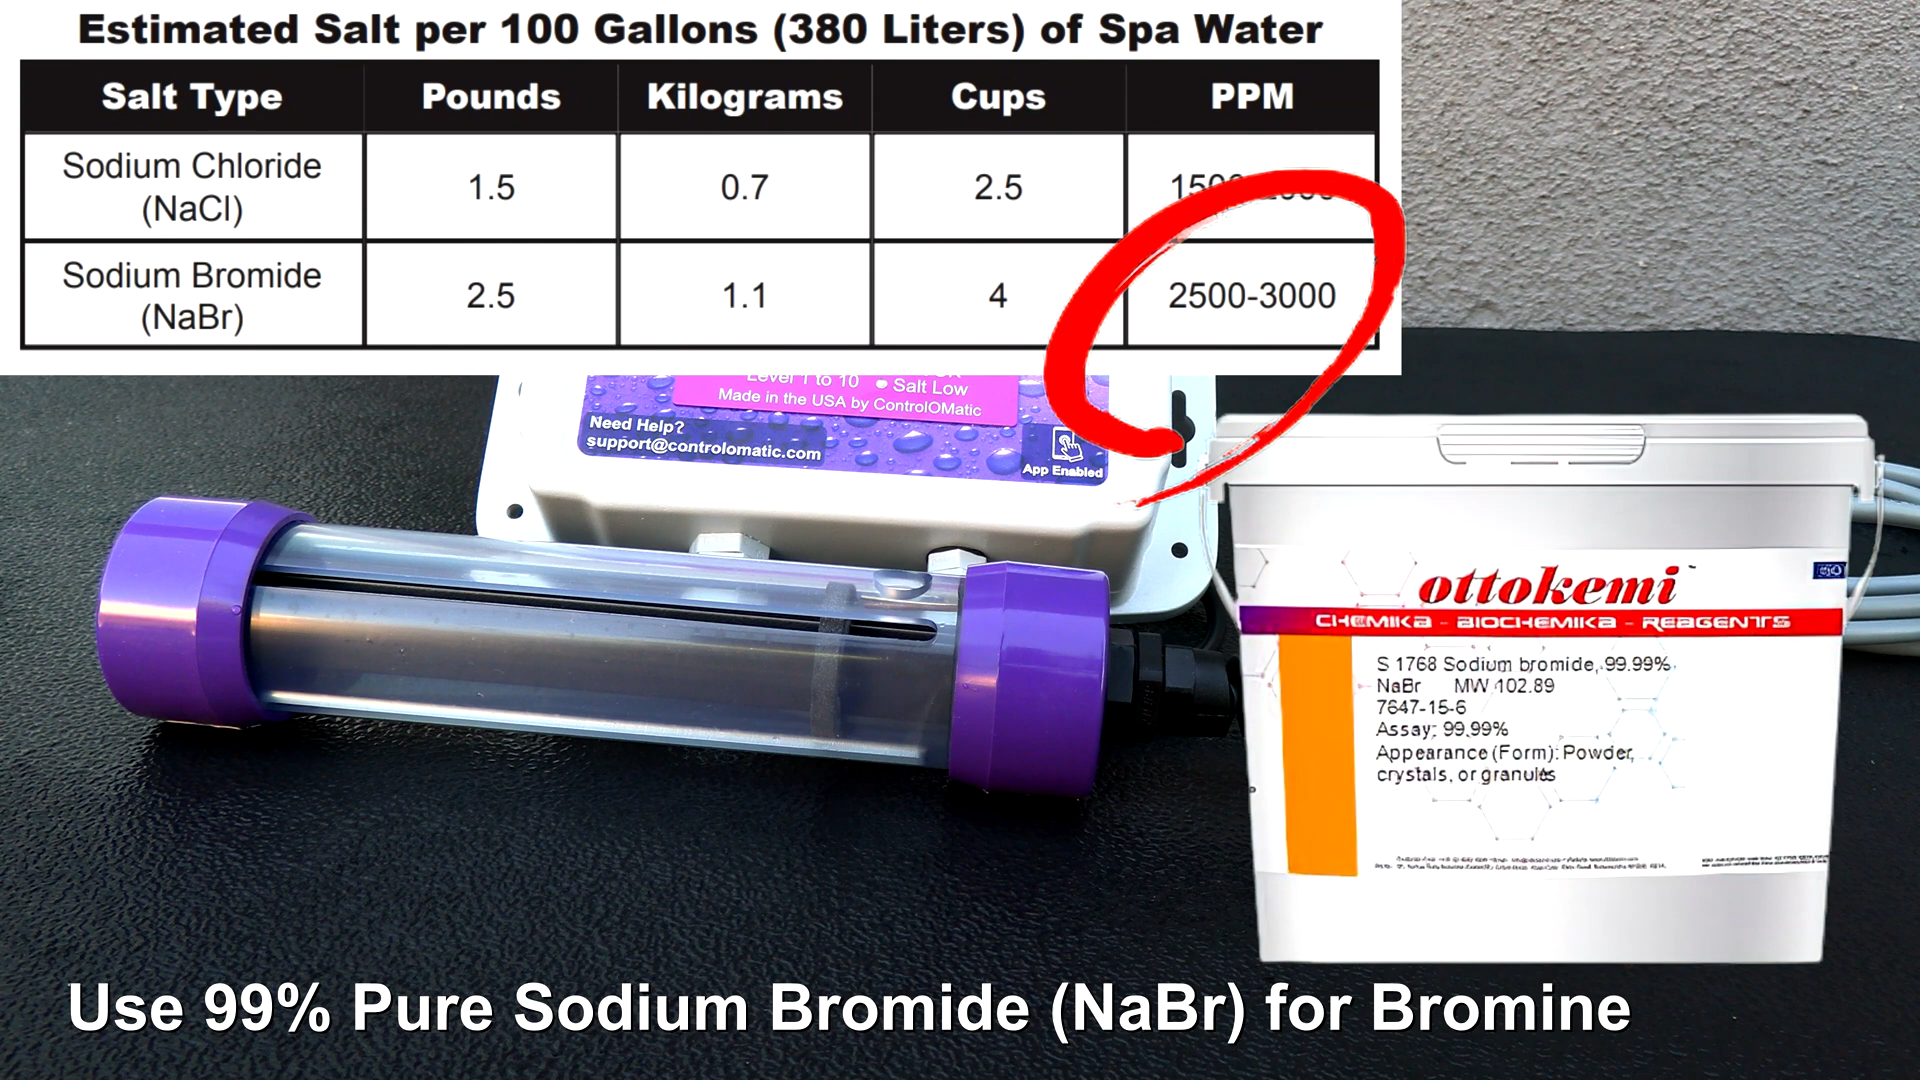 Estimated Salt per 100 Gallons (380 Liters) of Spa Water
Salt Type Pounds Kilograms Cups PPM
Sodium Chloride
(NaCl) 1.5 0.7 2.5
Sodium Bromide
(NaBr) 2.5 1.1 4 2500-3000
Level 1 to 10 Salt Low
Made in the USA by ControlOMatic
Need Help?
support@controlomatic.com
App Enabled
ottokemi
CHEMIKA - BIOCHEMIKA - REAGENTS
S 1768 Sodium bromide, 99.99%
NaBr MW 102.89
7647-15-6
Assay: 99.99%
Appearance (Form): Powder,
crystals, or granules
Use 99% Pure Sodium Bromide (NaBr) for Bromine